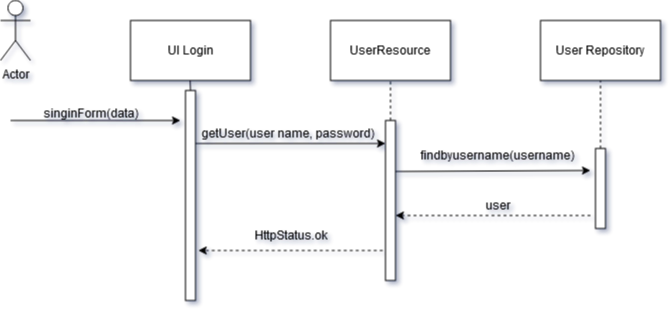 UI Login
UserResource
User Repository
Actor
singinForm(data)
getUser(user name, password)
findbyusername(username)
user
HttpStatus.ok